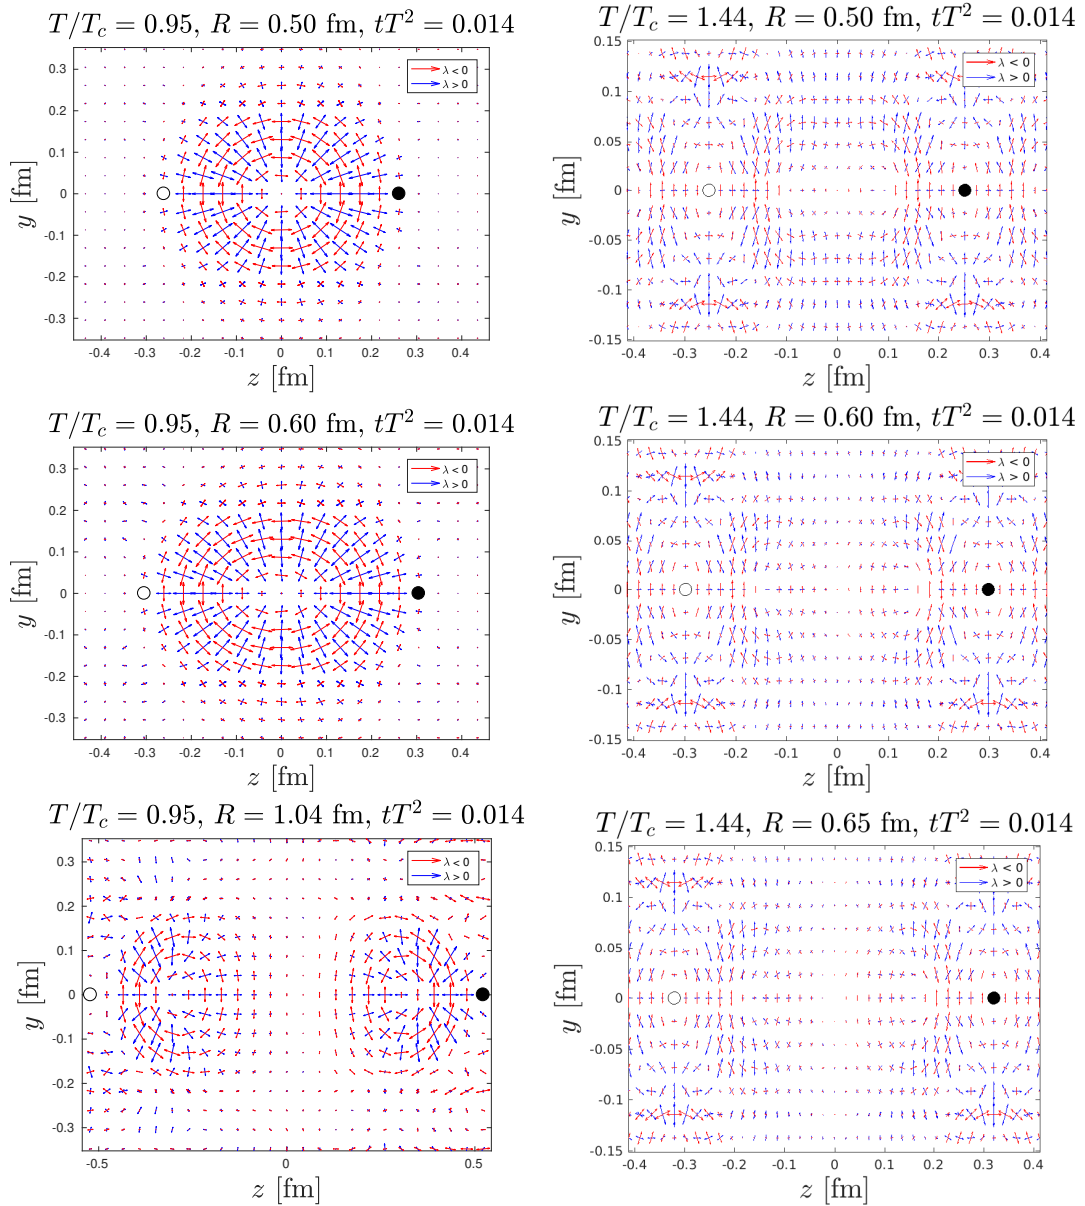 T/T_c = 0.95, R = 0.50 fm, tT² = 0.014
λ < 0
λ > 0
y [fm]
0.3
0.2
0.1
0
-0.1
-0.2
-0.3
-0.4 -0.3 -0.2 -0.1 0 0.1 0.2 0.3 0.4
z [fm]
T/T_c = 1.44, R = 0.50 fm, tT² = 0.014
λ < 0
λ > 0
y [fm]
0.15
0.1
0.05
0
-0.05
-0.1
-0.15
-0.4 -0.3 -0.2 -0.1 0 0.1 0.2 0.3 0.4
z [fm]
T/T_c = 0.95, R = 0.60 fm, tT² = 0.014
λ < 0
λ > 0
y [fm]
0.3
0.2
0.1
0
-0.1
-0.2
-0.3
-0.4 -0.3 -0.2 -0.1 0 0.1 0.2 0.3 0.4
z [fm]
T/T_c = 1.44, R = 0.60 fm, tT² = 0.014
λ < 0
λ > 0
y [fm]
0.15
0.1
0.05
0
-0.05
-0.1
-0.15
-0.4 -0.3 -0.2 -0.1 0 0.1 0.2 0.3 0.4
z [fm]
T/T_c = 0.95, R = 1.04 fm, tT² = 0.014
λ < 0
λ > 0
y [fm]
0.3
0.2
0.1
0
-0.1
-0.2
-0.3
-0.5 0 0.5
z [fm]
T/T_c = 1.44, R = 0.65 fm, tT² = 0.014
λ < 0
λ > 0
y [fm]
0.15
0.1
0.05
0
-0.05
-0.1
-0.15
-0.4 -0.3 -0.2 -0.1 0 0.1 0.2 0.3 0.4
z [fm]